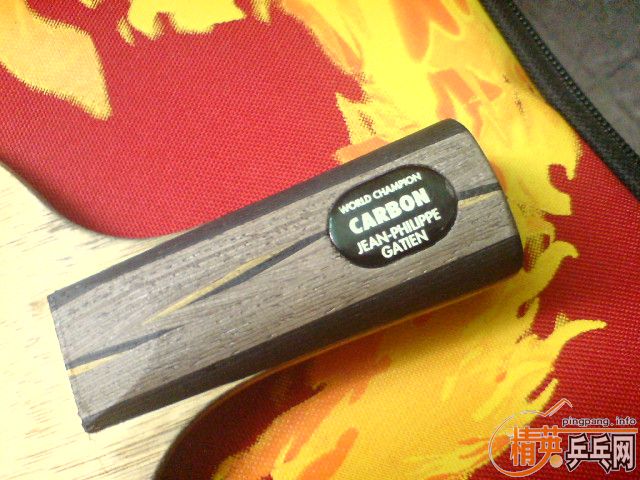 WORLD CHAMPION
CARBON
JEAN-PHILIPPE
GATIEN
pingpang.info
精英乒乓网